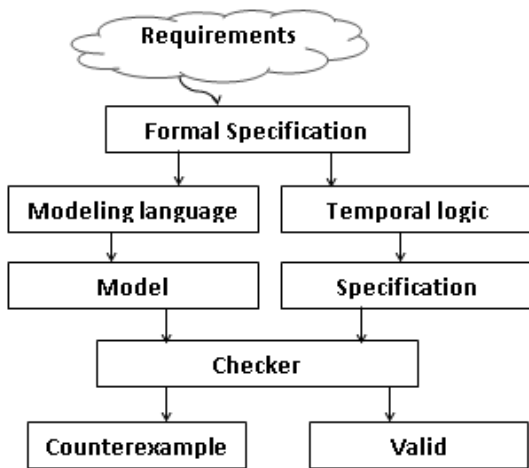 Requirements
Formal Specification
Modeling language
Temporal logic
Model
Specification
Checker
Counterexample
Valid